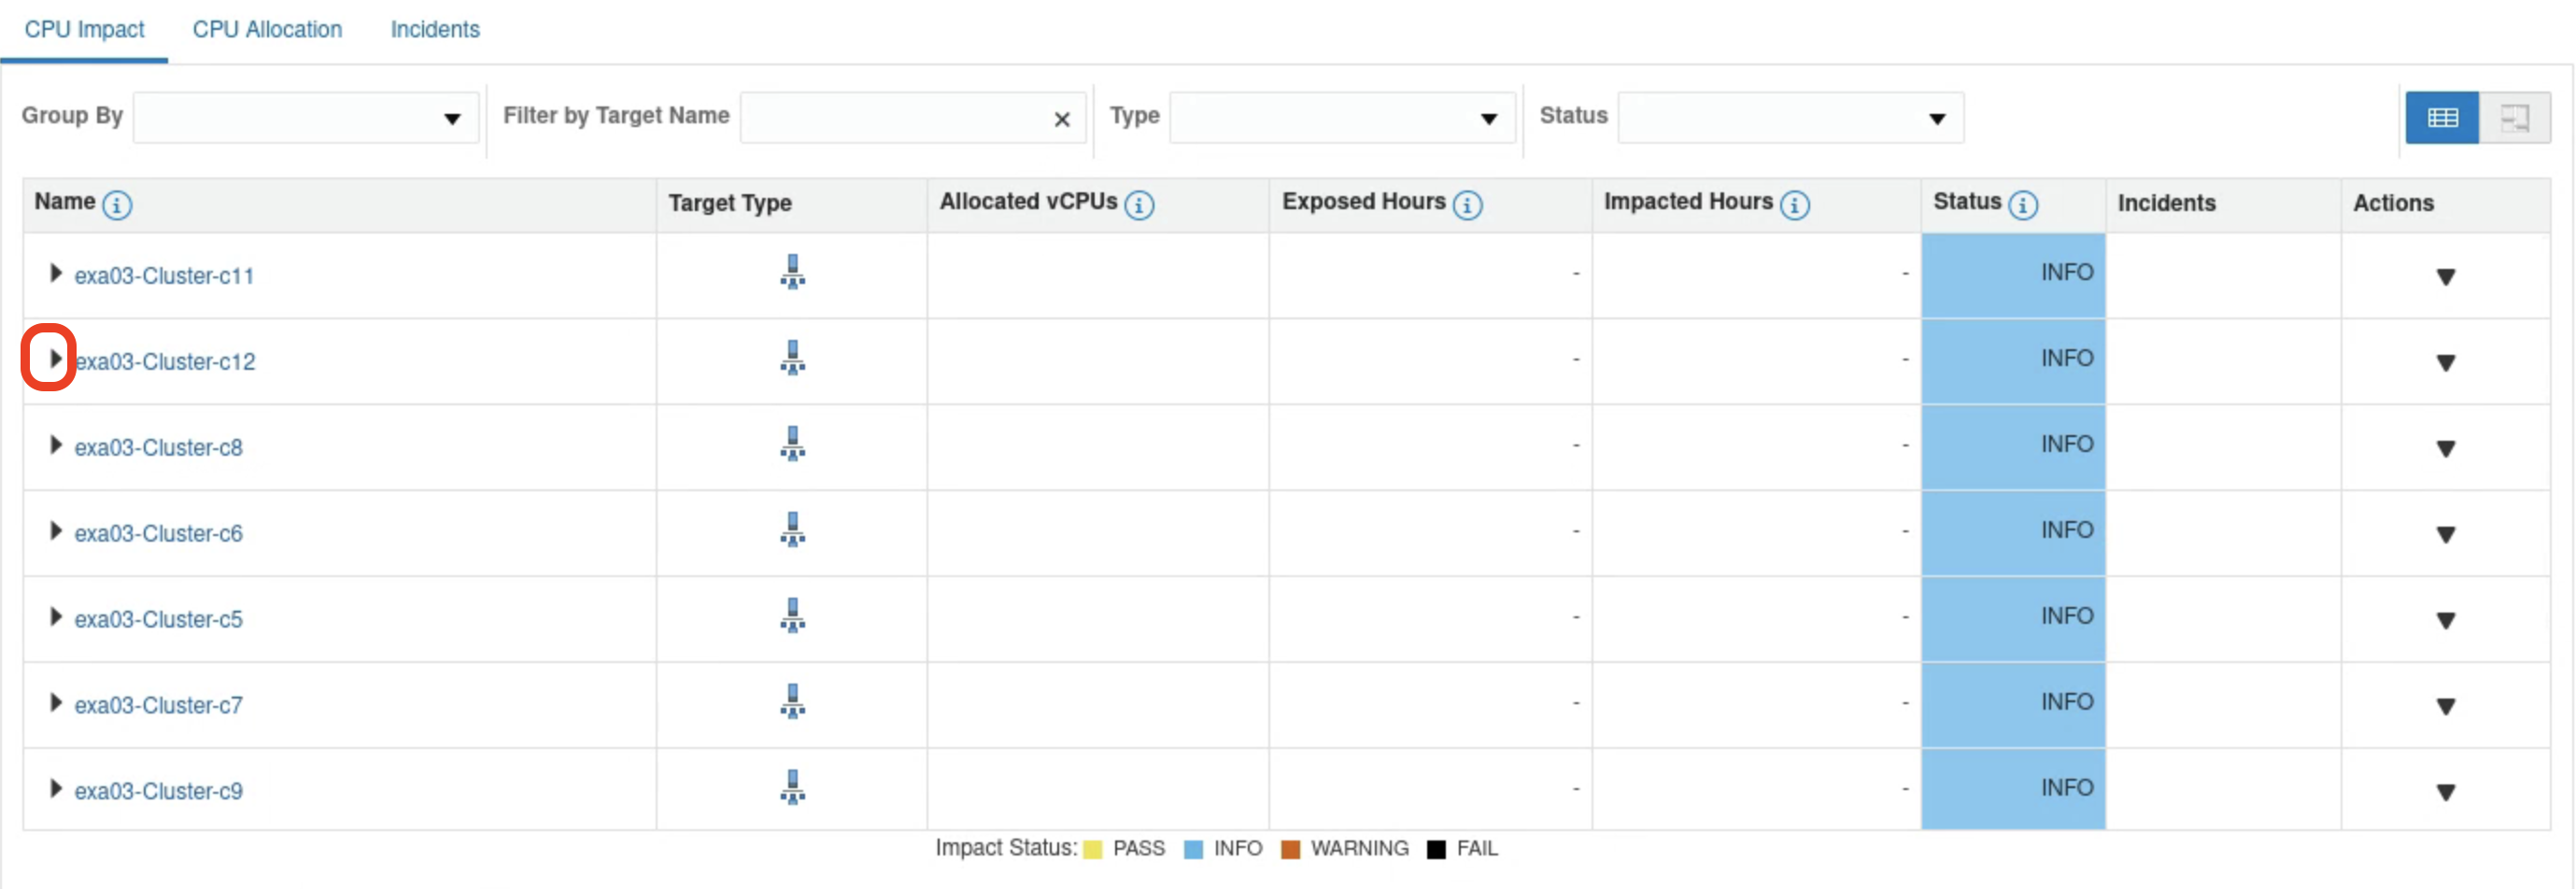 CPU Impact CPU Allocation Incidents
Group By Filter by Target Name Type Status
Name Target Type Allocated vCPUs Exposed Hours Impacted Hours Status Incidents Actions
exa03-Cluster-c11 - - INFO
exa03-Cluster-c12 - - INFO
exa03-Cluster-c8 - - INFO
exa03-Cluster-c6 - - INFO
exa03-Cluster-c5 - - INFO
exa03-Cluster-c7 - - INFO
exa03-Cluster-c9 - - INFO
Impact Status: PASS INFO WARNING FAIL